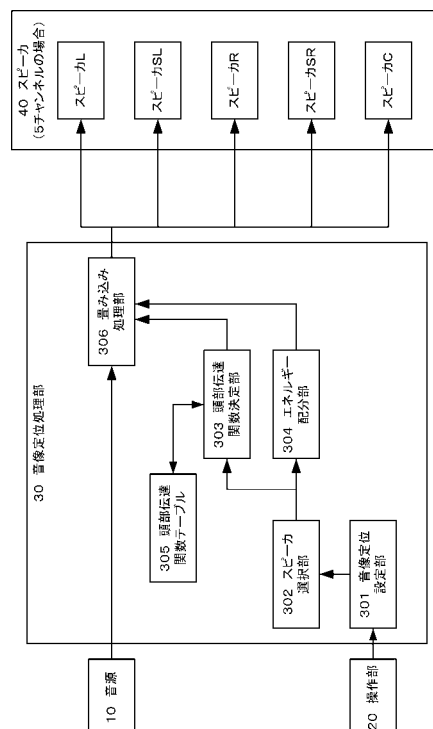 40 スピーカ
(5チャンネルの場合)
スピーカL
スピーカSL
スピーカR
スピーカSR
スピーカC
30 音像定位処理部
306 畳み込み
処理部
303 頭部伝達
関数決定部
304 エネルギー
配分部
305 頭部伝達
関数テーブル
302 スピーカ
選択部
301 音像定位
設定部
10 音源
20 操作部